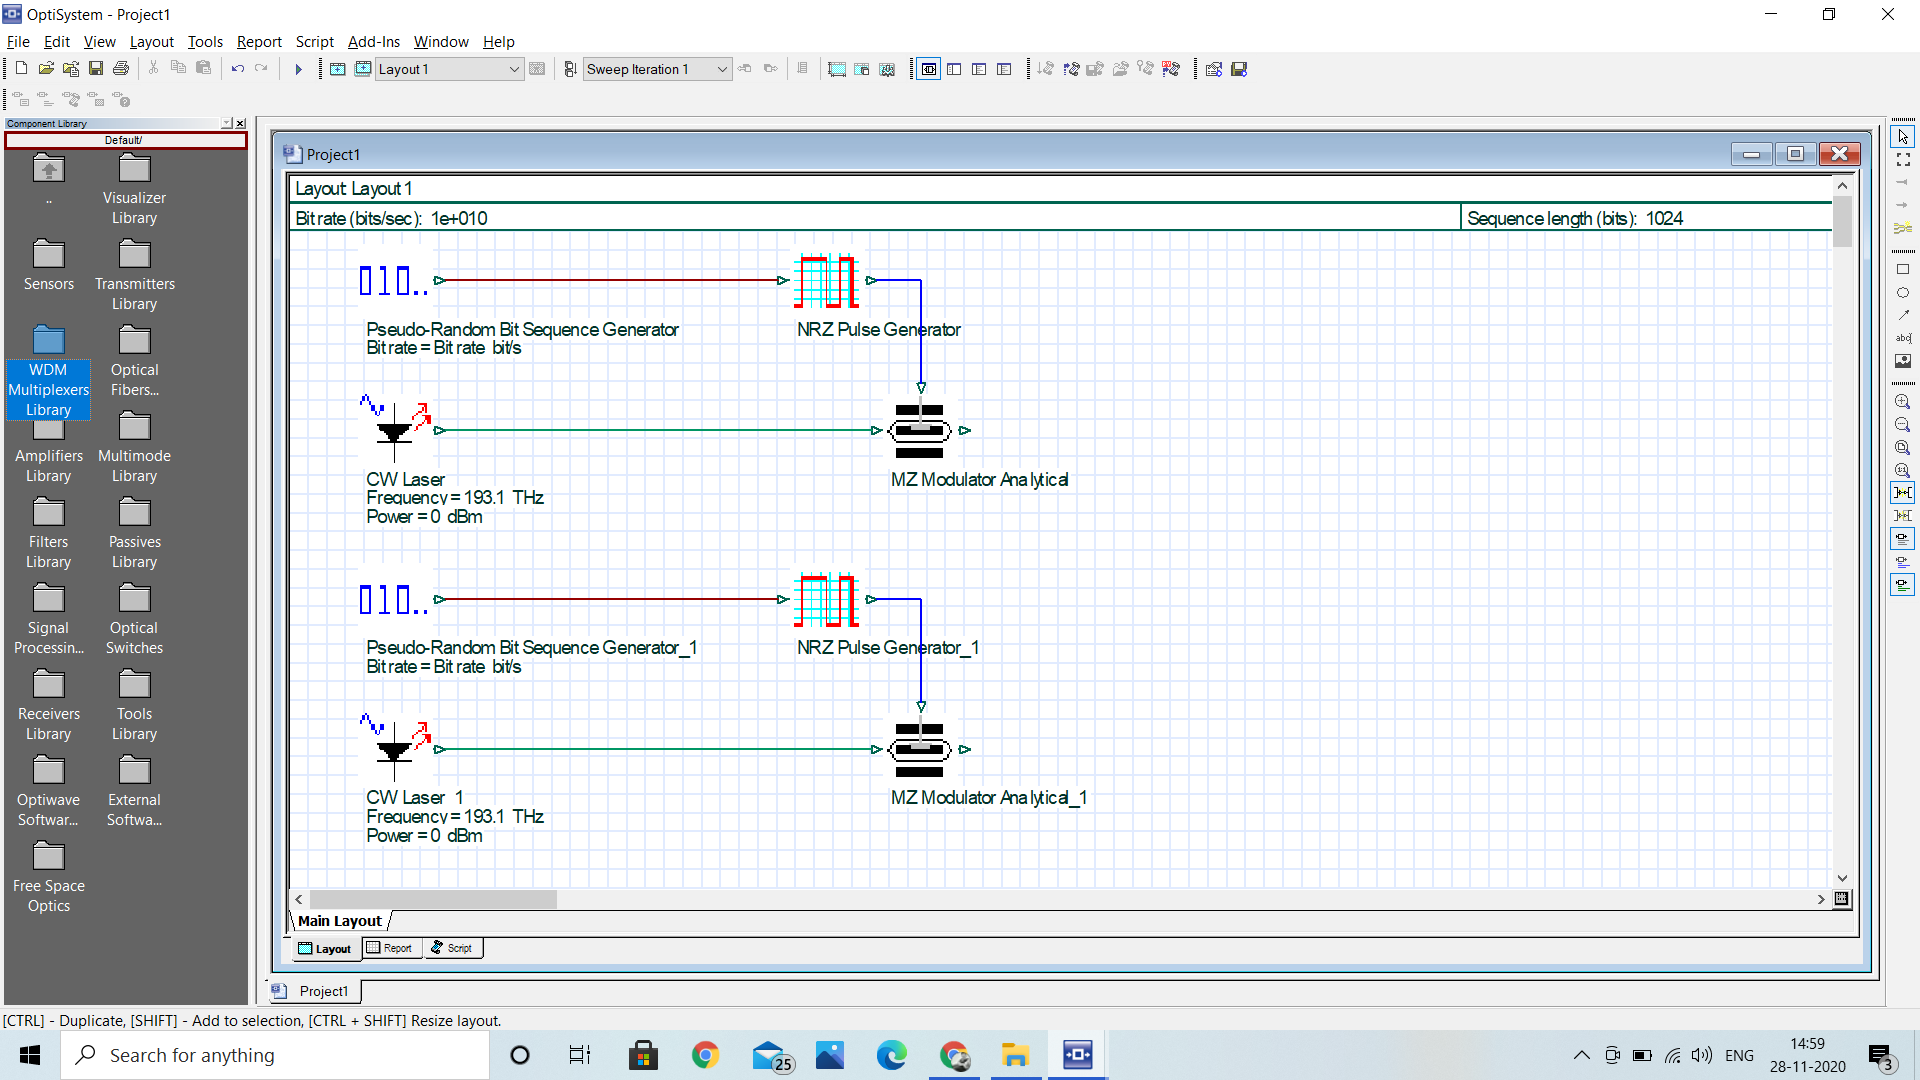 OptiSystem - Project1
File Edit View Layout Tools Report Script Add-Ins Window Help
Layout 1
Sweep Iteration 1
Component Library
Default/
..
Visualizer Library
Sensors
Transmitters Library
WDM Multiplexers Library
Optical Fibers...
Amplifiers Library
Multimode Library
Filters Library
Passives Library
Signal Processin...
Optical Switches
Receivers Library
Tools Library
Optiwave Softwar...
External Softwa...
Free Space Optics
Project1
Layout: Layout 1
Bit rate (bits/sec): 1e+010
Sequence length (bits): 1024
010..
Pseudo-Random Bit Sequence Generator
Bit rate = Bit rate bit/s
NRZ Pulse Generator
CW Laser
Frequency = 193.1 THz
Power = 0 dBm
MZ Modulator Analytical
010..
Pseudo-Random Bit Sequence Generator_1
Bit rate = Bit rate bit/s
NRZ Pulse Generator_1
CW Laser_1
Frequency = 193.1 THz
Power = 0 dBm
MZ Modulator Analytical_1
abc
Main Layout
Layout Report Script
Project1
[CTRL] - Duplicate, [SHIFT] - Add to selection, [CTRL + SHIFT] Resize layout.
Search for anything
25
ENG
14:59
28-11-2020
3